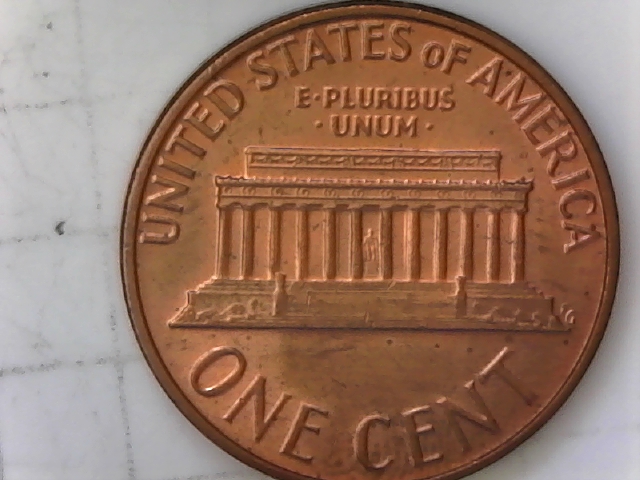 UNITED STATES OF AMERICA
E·PLURIBUS
·UNUM·
ONE CENT